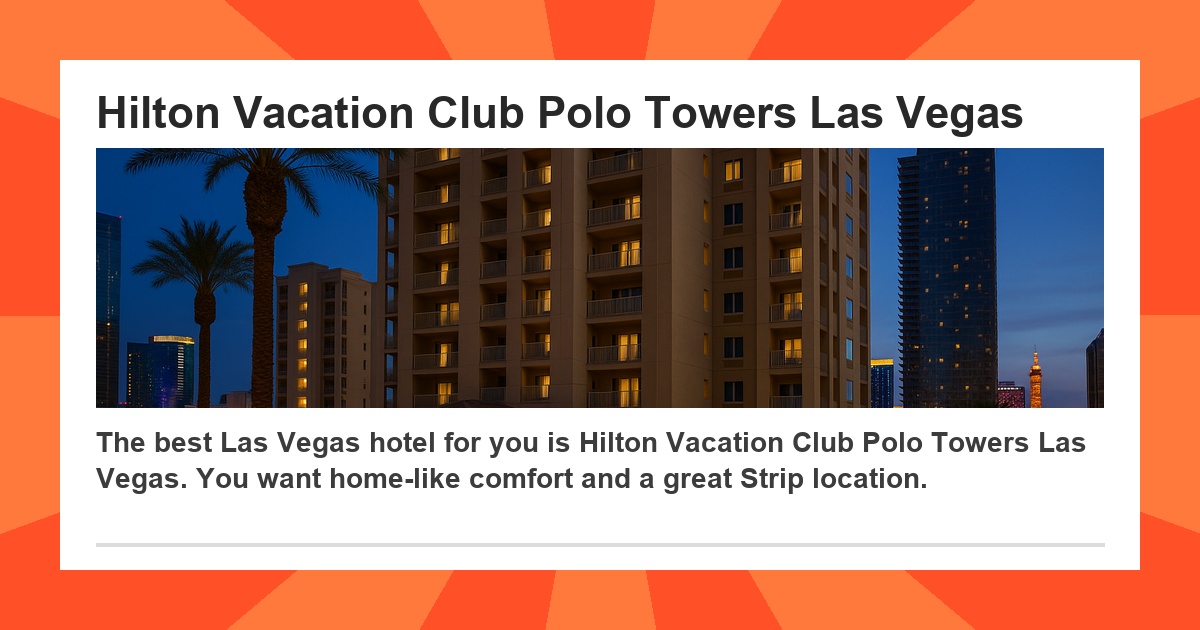 Hilton Vacation Club Polo Towers Las Vegas
The best Las Vegas hotel for you is Hilton Vacation Club Polo Towers Las
Vegas. You want home-like comfort and a great Strip location.